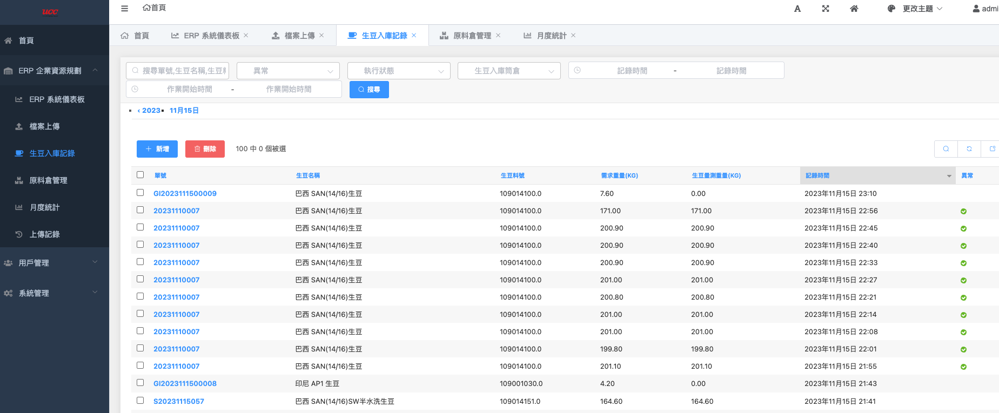 ucc
首頁
ERP 企業資源規劃
ERP 系統儀表板
檔案上傳
生豆入庫記錄
原料倉管理
月度統計
上傳記錄
用戶管理
系統管理
首頁
A
更改主題
admi
首頁
ERP 系統儀表板
檔案上傳
生豆入庫記錄
原料倉管理
月度統計
搜尋單號,生豆名稱,生豆料
異常
執行狀態
生豆入庫筒倉
記錄時間 - 記錄時間
作業開始時間 - 作業開始時間
搜尋
‹ 2023
11月15日
新增
刪除
100 中 0 個被選
單號 生豆名稱 生豆料號 需求重量(KG) 生豆量測重量(KG) 記錄時間 異常
GI2023111500009 巴西 SAN(14/16)生豆 109014100.0 7.60 0.00 2023年11月15日 23:10
20231110007 巴西 SAN(14/16)生豆 109014100.0 171.00 171.00 2023年11月15日 22:56
20231110007 巴西 SAN(14/16)生豆 109014100.0 200.90 200.90 2023年11月15日 22:45
20231110007 巴西 SAN(14/16)生豆 109014100.0 200.90 200.90 2023年11月15日 22:40
20231110007 巴西 SAN(14/16)生豆 109014100.0 200.90 200.90 2023年11月15日 22:33
20231110007 巴西 SAN(14/16)生豆 109014100.0 201.00 201.00 2023年11月15日 22:27
20231110007 巴西 SAN(14/16)生豆 109014100.0 200.80 200.80 2023年11月15日 22:21
20231110007 巴西 SAN(14/16)生豆 109014100.0 201.00 201.00 2023年11月15日 22:14
20231110007 巴西 SAN(14/16)生豆 109014100.0 201.00 201.00 2023年11月15日 22:08
20231110007 巴西 SAN(14/16)生豆 109014100.0 199.80 199.80 2023年11月15日 22:01
20231110007 巴西 SAN(14/16)生豆 109014100.0 201.10 201.10 2023年11月15日 21:55
GI2023111500008 印尼 AP1 生豆 109001030.0 4.20 0.00 2023年11月15日 21:43
S20231115057 巴西 SAN(14/16)SW半水洗生豆 109014151.0 164.60 164.60 2023年11月15日 21:41